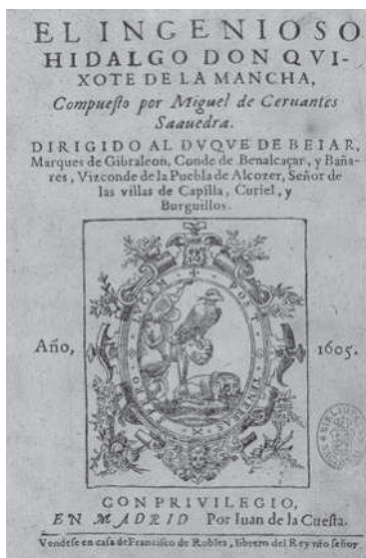 EL INGENIOSO
HIDALGO DON QVI-
XOTE DE LA MANCHA,
Compuesto por Miguel de Ceruantes
Saauedra.
DIRIGIDO AL DVQVE DE BEIAR,
Marques de Gibraleon, Conde de Benalcaçar, y Baña-
res, Vizconde de la Puebla de Alcozer, Señor de
las villas de Capilla, Curiel, y
Burguillos.
Año, 1605.
CON PRIVILEGIO,
EN MADRID Por Iuan de la Cuesta.
Vendese en casa de Francisco de Robles, librero del Rey nro señor